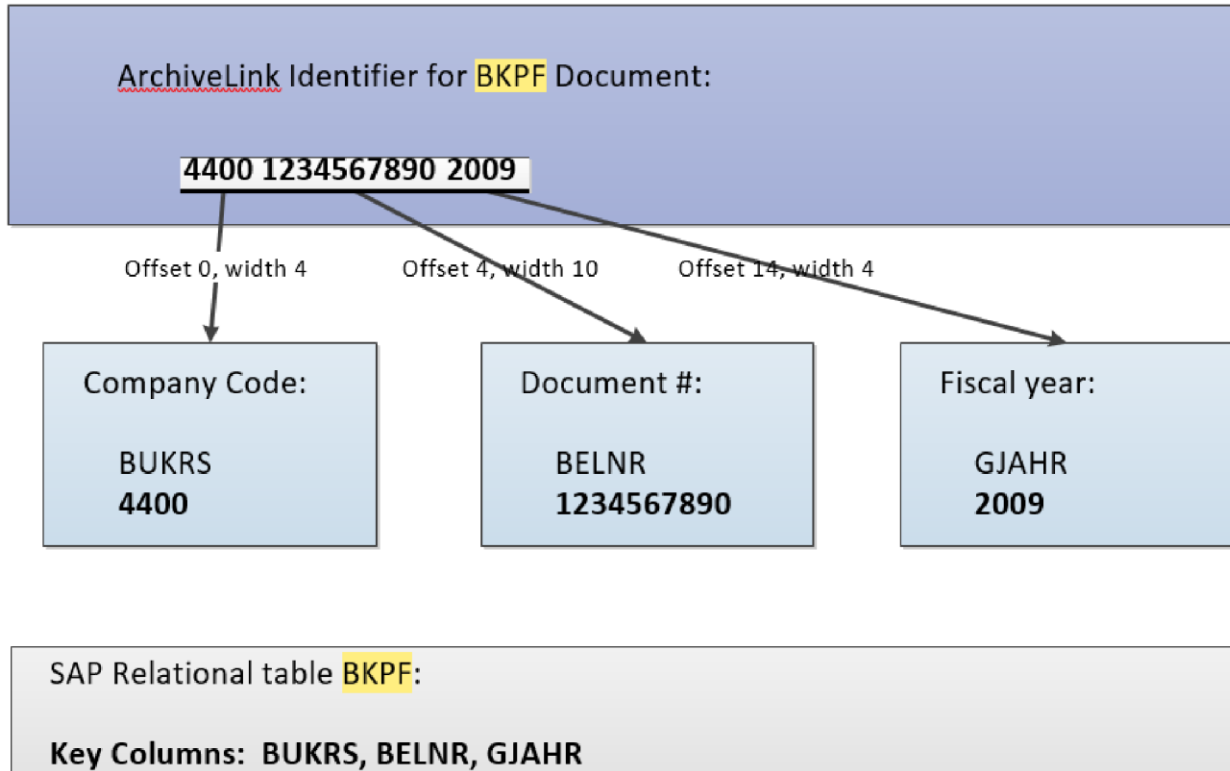 ArchiveLink Identifier for BKPF Document:
4400 1234567890 2009
Offset 0, width 4
Offset 4, width 10
Offset 14, width 4
Company Code:
BUKRS
4400
Document #:
BELNR
1234567890
Fiscal year:
GJAHR
2009
SAP Relational table BKPF:
Key Columns: BUKRS, BELNR, GJAHR